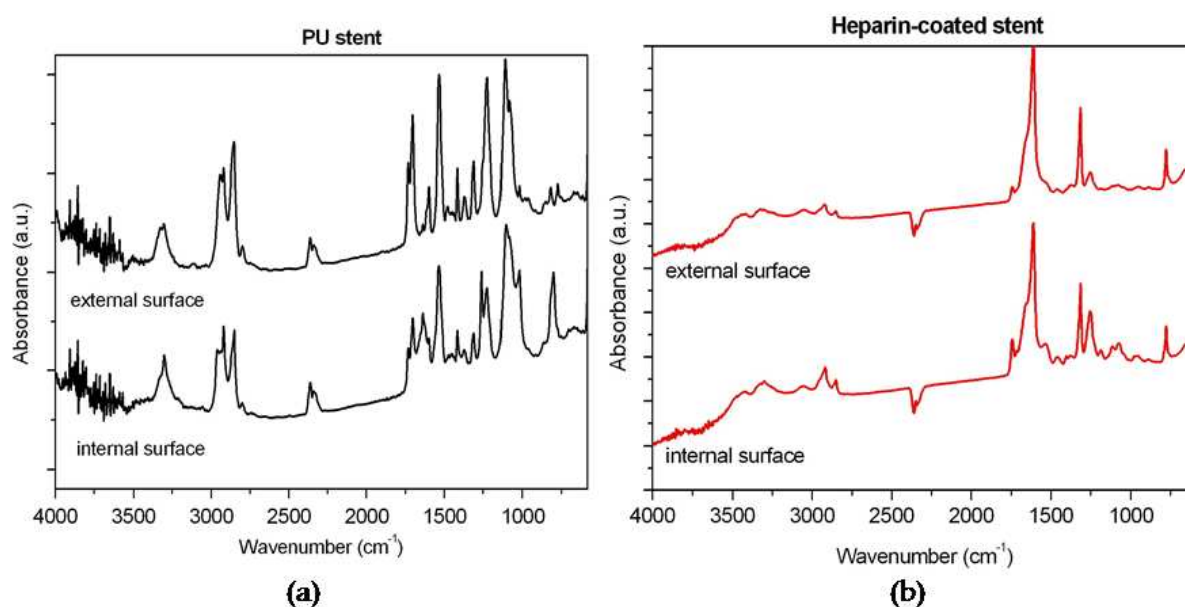 PU stent
Absorbance (a.u.)
external surface
internal surface
4000 3500 3000 2500 2000 1500 1000
Wavenumber (cm⁻¹)
(a)
Heparin-coated stent
Absorbance (a.u.)
external surface
internal surface
4000 3500 3000 2500 2000 1500 1000
Wavenumber (cm⁻¹)
(b)